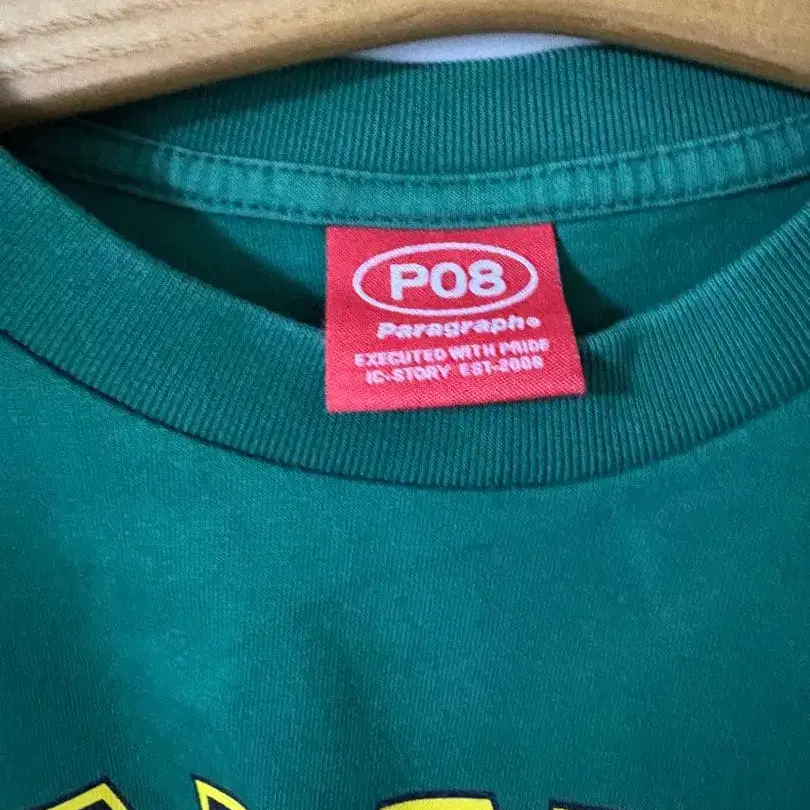 P08
Paragraph®
EXECUTED WITH PRIDE
IC-STORY EST-2008